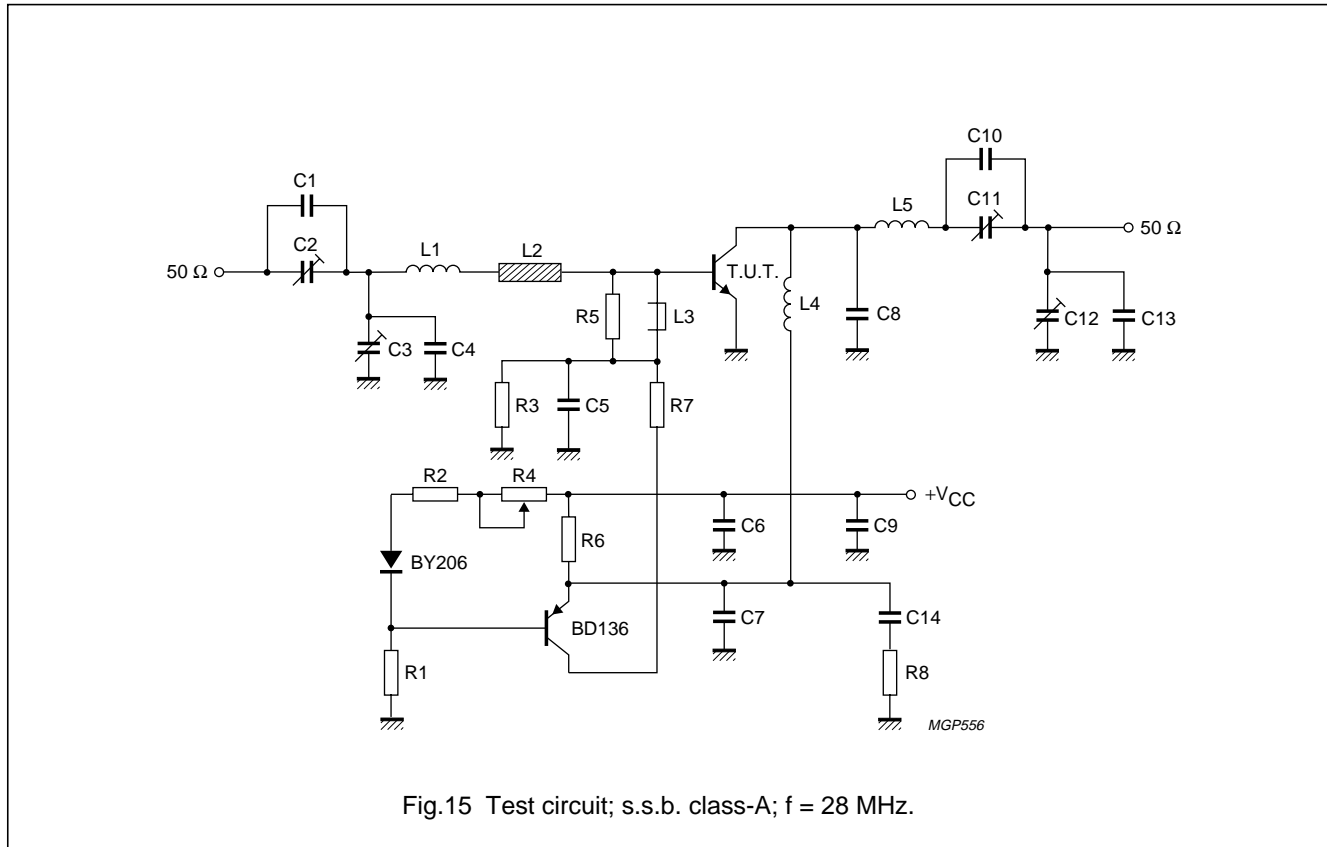 C10
C1
C11
L5
C2
L1
L2
50 Ω
50 Ω
T.U.T.
R5
L3
L4
C8
C12
C13
C3
C4
R3
C5
R7
R2
R4
+VCC
C6
C9
R6
BY206
C7
C14
BD136
R1
R8
MGP556
Fig.15 Test circuit; s.s.b. class-A; f = 28 MHz.